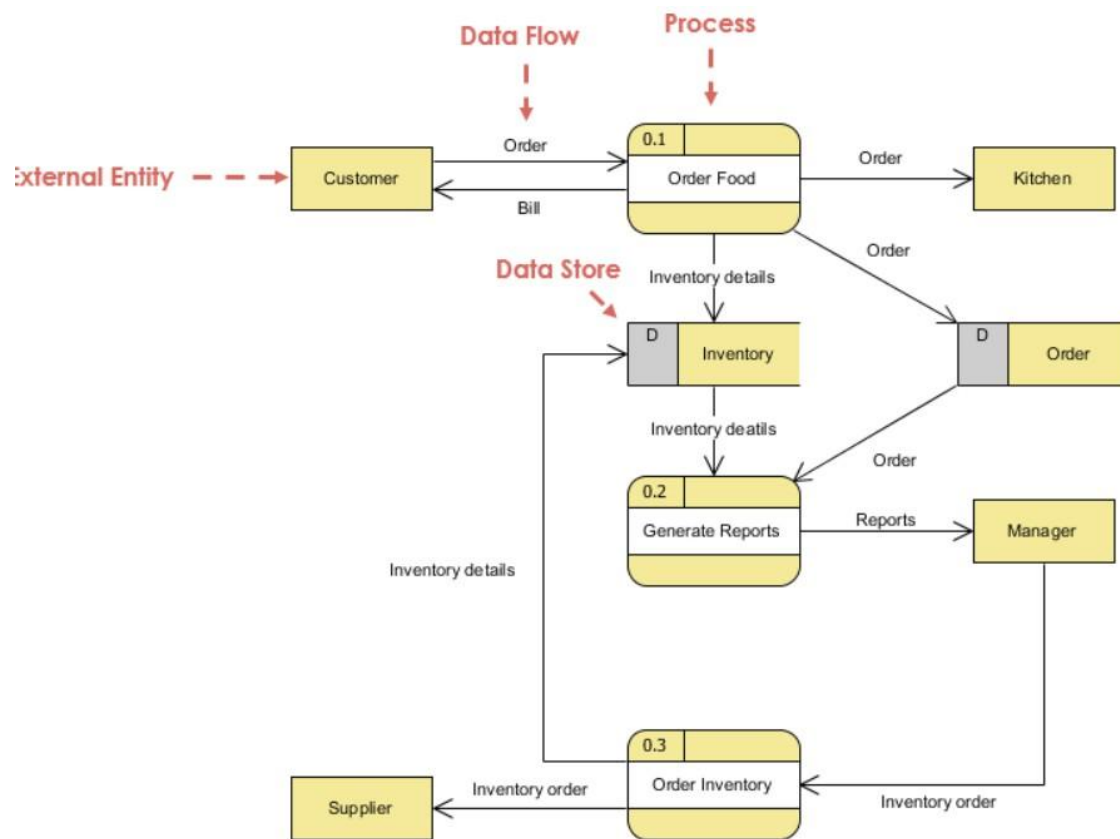 Data Flow
Process
Order
0.1
External Entity
Customer
Order Food
Order
Kitchen
Bill
Order
Data Store
Inventory details
D
Inventory
D
Order
Inventory deatils
Order
0.2
Generate Reports
Reports
Manager
Inventory details
0.3
Order Inventory
Inventory order
Supplier
Inventory order